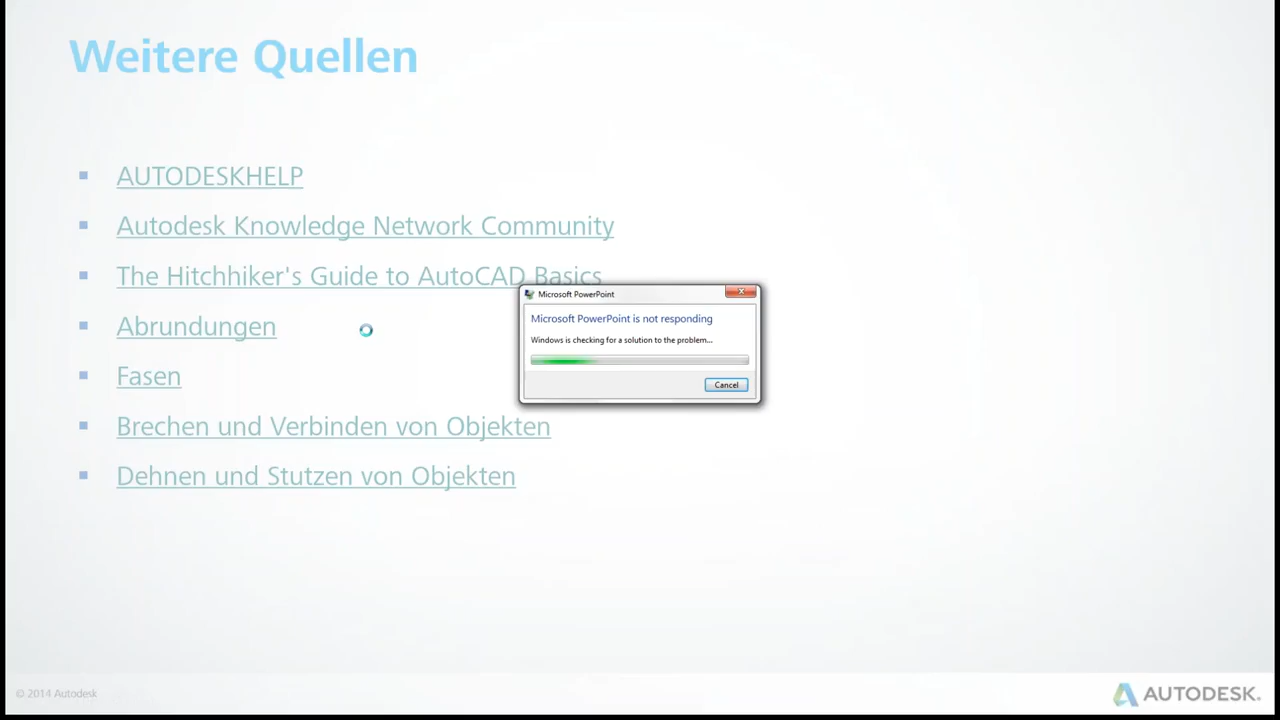 Weitere Quellen
AUTODESKHELP
Autodesk Knowledge Network Community
The Hitchhiker's Guide to AutoCAD Basics
Microsoft PowerPoint
Microsoft PowerPoint is not responding
Windows is checking for a solution to the problem...
Cancel
Abrundungen
Fasen
Brechen und Verbinden von Objekten
Dehnen und Stutzen von Objekten
© 2014 Autodesk
AUTODESK.